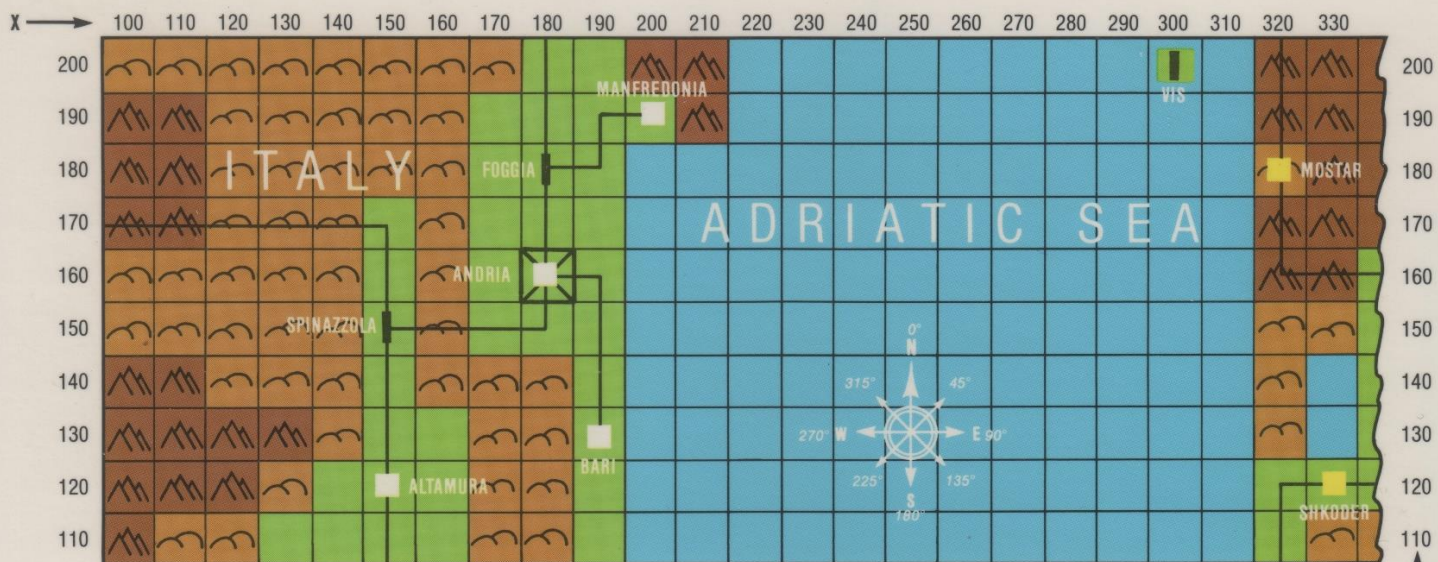 X 100 110 120 130 140 150 160 170 180 190 200 210 220 230 240 250 260 270 280 290 300 310 320 330
200 200
MANFREDONIA VIS
190 190
180 ITALY FOGGIA MOSTAR 180
170 ADRIATIC SEA 170
160 ANDRIA 160
150 SPINAZZOLA 150
0°
N
140 315° 45° 140
130 270° W E 90° 130
BARI
120 ALTAMURA 225° 135° 120
S
180°
SHKODER
110 110